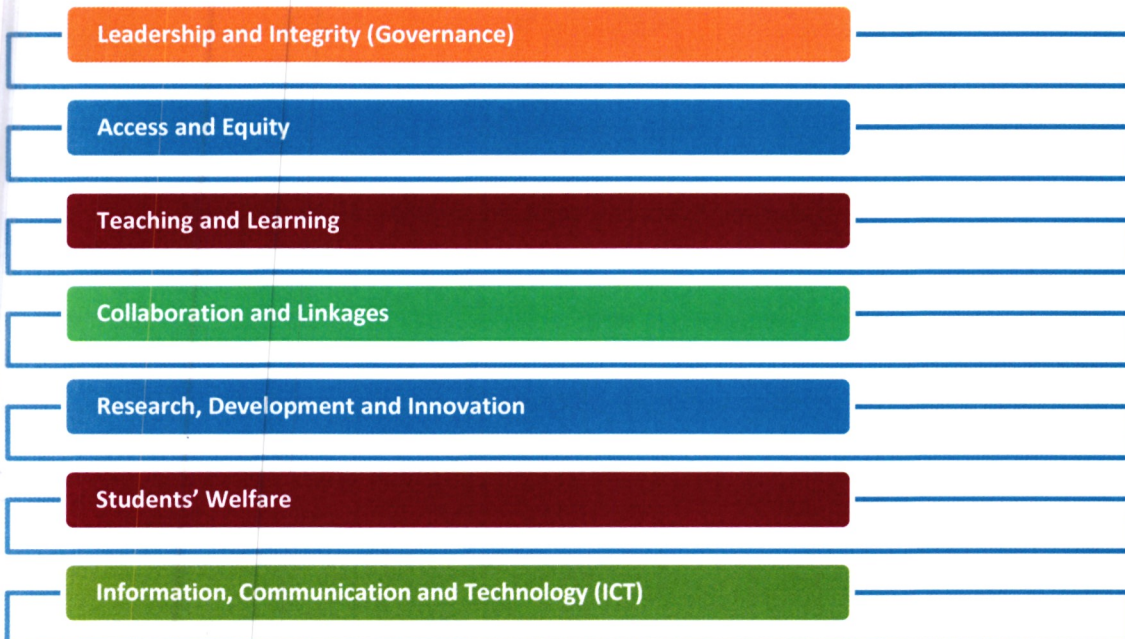 Leadership and Integrity (Governance)
Access and Equity
Teaching and Learning
Collaboration and Linkages
Research, Development and Innovation
Students’ Welfare
Information, Communication and Technology (ICT)